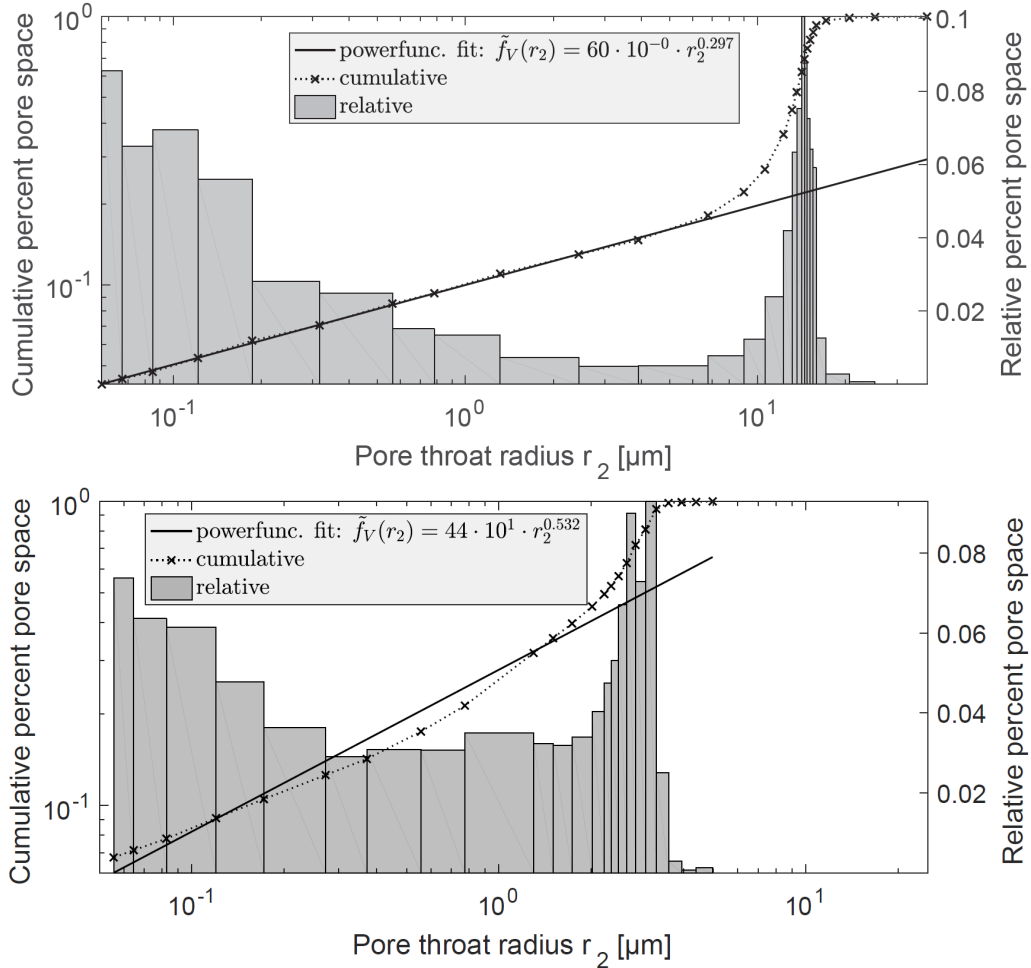 Cumulative percent pore space
10^0
10^-1
powerfunc. fit: f̃_V(r_2) = 60 · 10^-0 · r_2^0.297
cumulative
relative
0.1
0.08
0.06
0.04
0.02
Relative percent pore space
10^-1
10^0
10^1
Pore throat radius r_2 [µm]
Cumulative percent pore space
10^0
10^-1
powerfunc. fit: f̃_V(r_2) = 44 · 10^1 · r_2^0.532
cumulative
relative
0.08
0.06
0.04
0.02
Relative percent pore space
10^-1
10^0
10^1
Pore throat radius r_2 [µm]